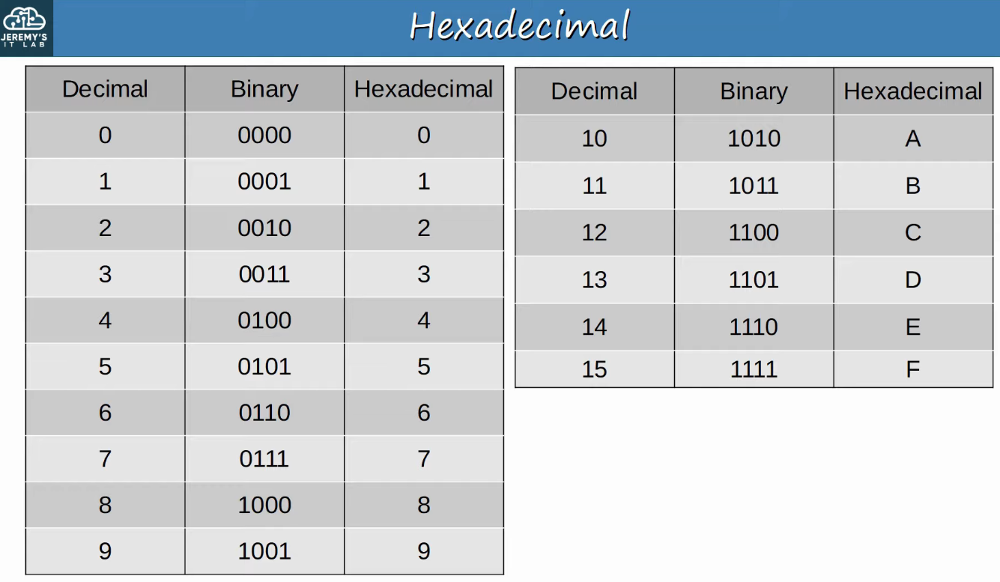 JEREMY'S
IT LAB
Hexadecimal
Decimal Binary Hexadecimal
0 0000 0
1 0001 1
2 0010 2
3 0011 3
4 0100 4
5 0101 5
6 0110 6
7 0111 7
8 1000 8
9 1001 9
Decimal Binary Hexadecimal
10 1010 A
11 1011 B
12 1100 C
13 1101 D
14 1110 E
15 1111 F